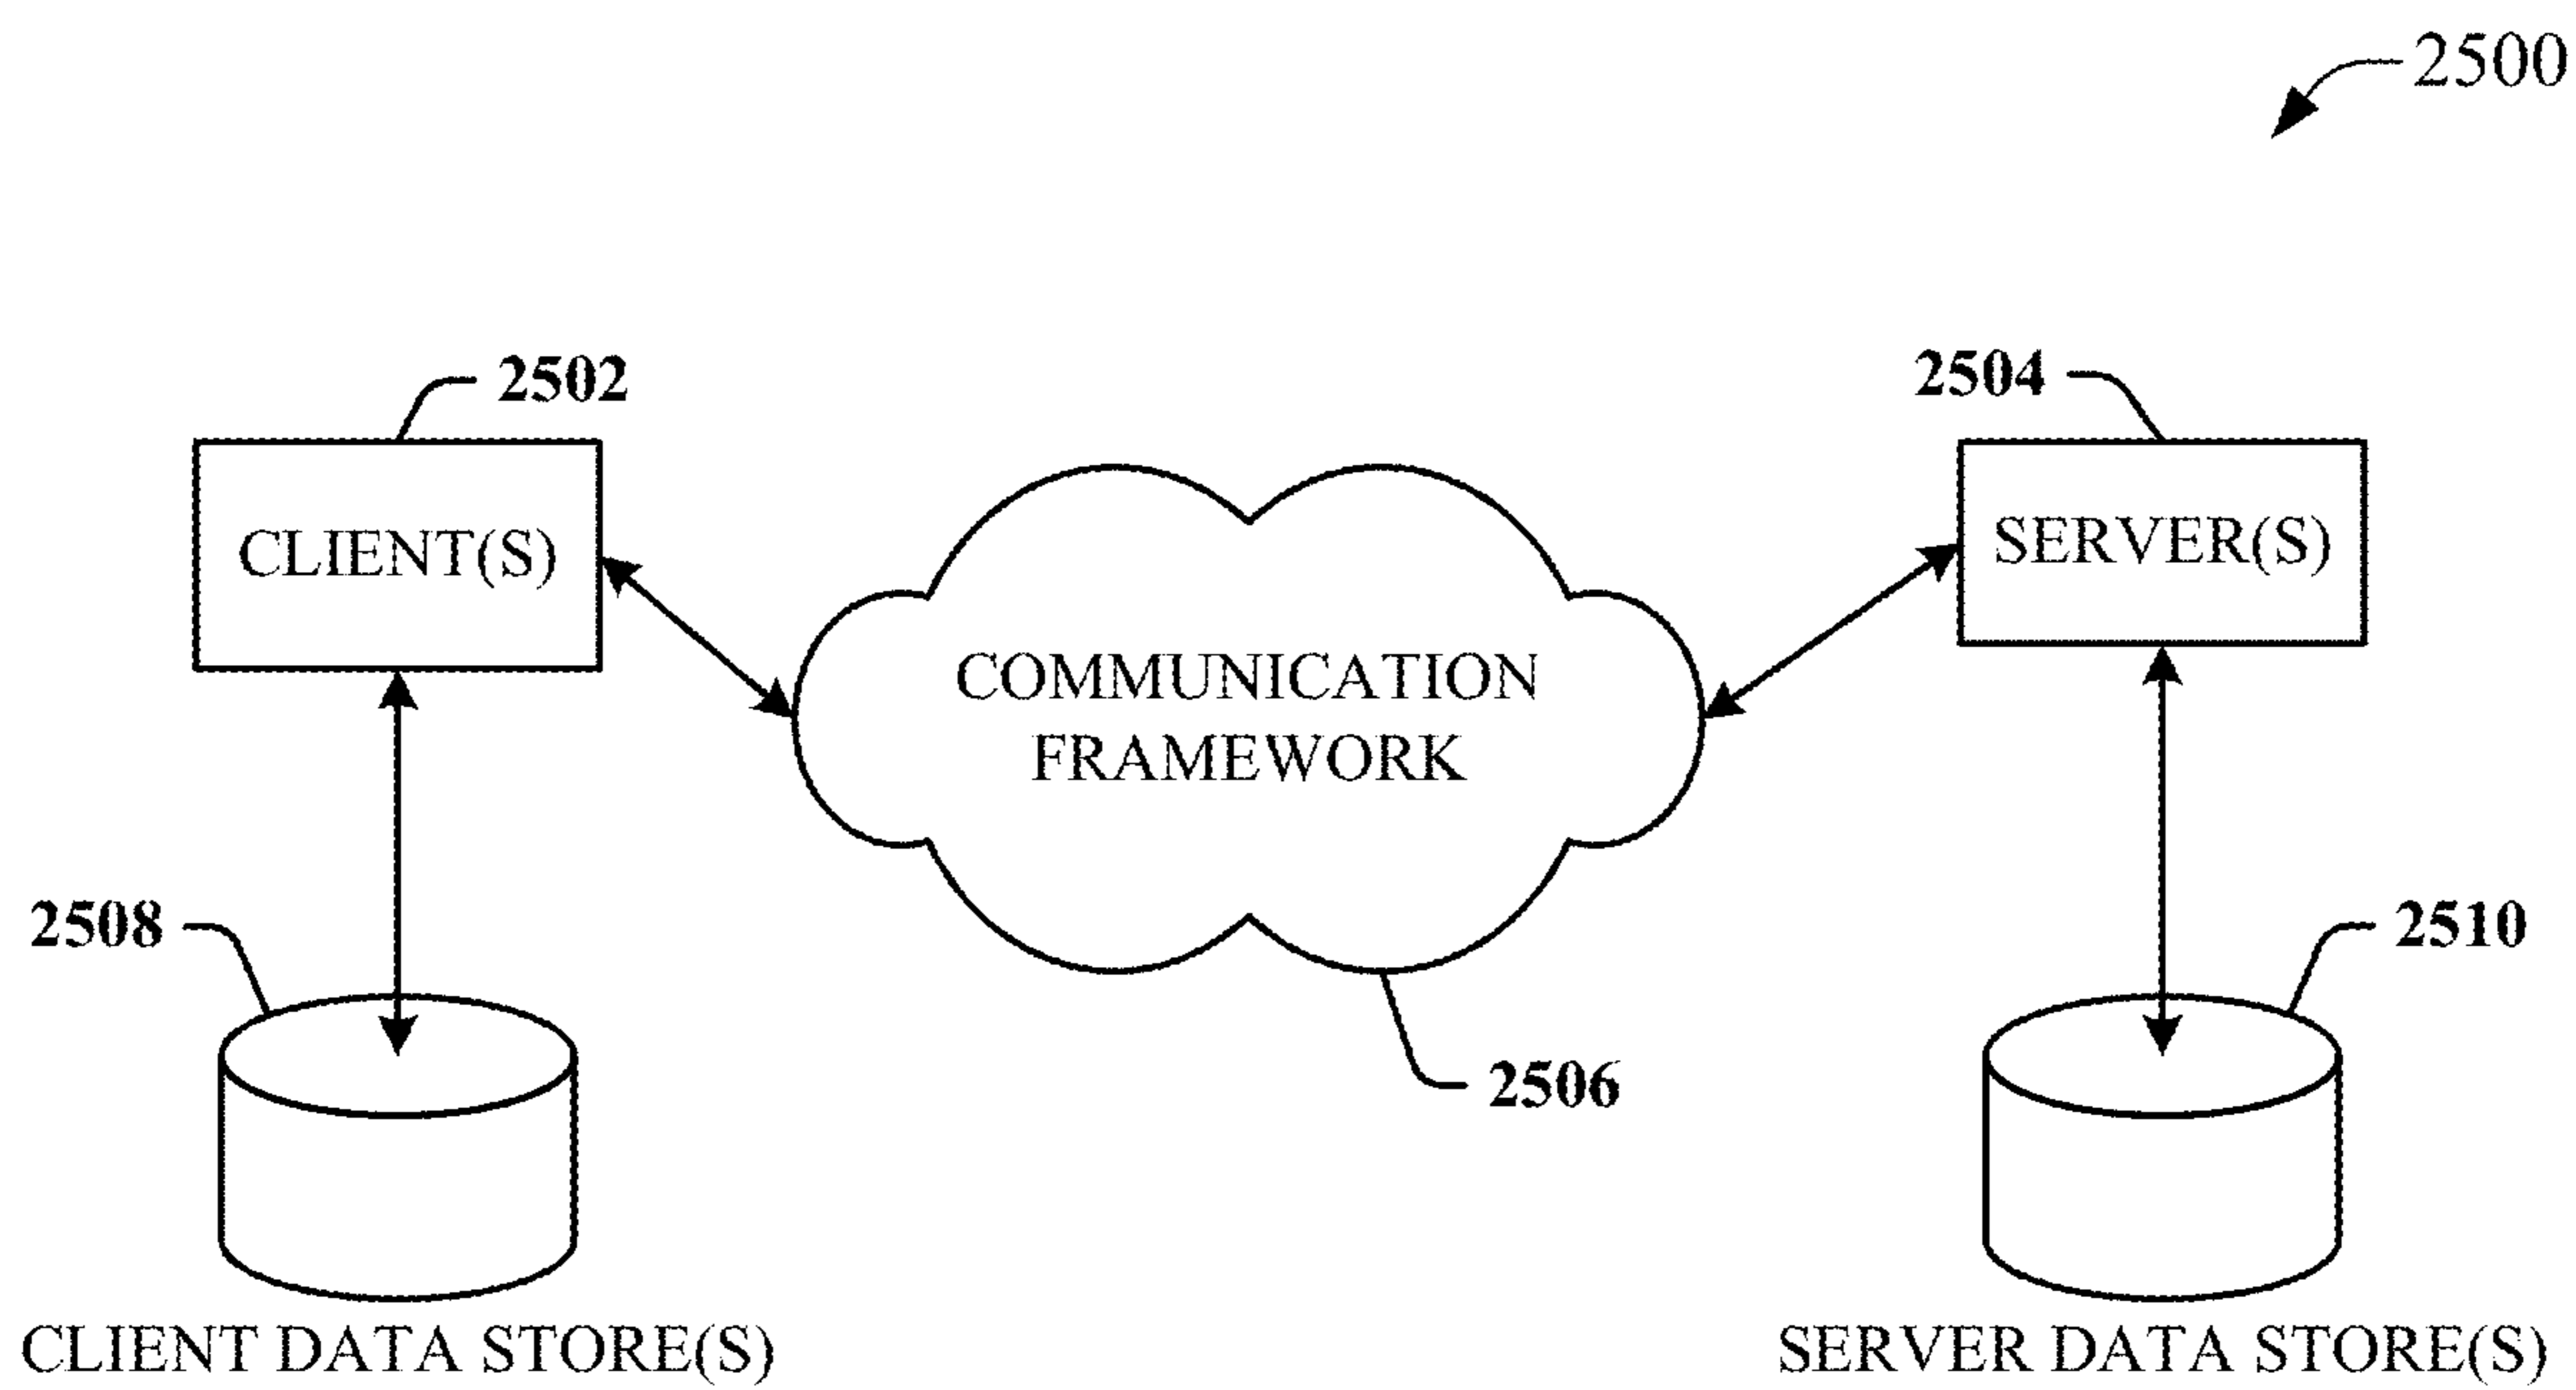 2500
2502
2504
CLIENT(S)
SERVER(S)
COMMUNICATION
FRAMEWORK
2508
2510
2506
CLIENT DATA STORE(S)
SERVER DATA STORE(S)